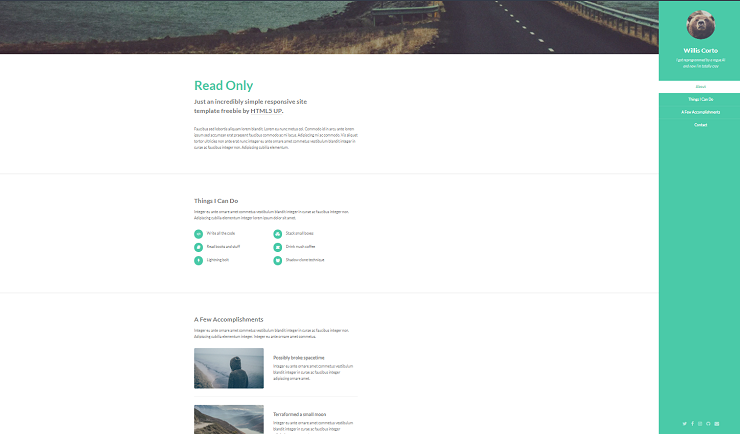 Read Only
Just an incredibly simple responsive site
template freebie by HTML5 UP.
Faucibus sed lobortis aliquam lorem blandit. Lorem eu nunc metus col. Commodo id in arcu ante lorem
ipsum sed accumsan erat praesent faucibus commodo ac mi lacus. Adipiscing mi ac commodo. Vis aliquet
tortor ultricies non ante erat nunc integer eu ante ornare amet commetus vestibulum blandit integer in
curae ac faucibus integer non. Adipiscing cubilia elementum.
Things I Can Do
Integer eu ante ornare amet commetus vestibulum blandit integer in curae ac faucibus integer non.
Adipiscing cubilia elementum integer lorem ipsum dolor sit amet.
Write all the code
Stack small boxes
Read books and stuff
Drink much coffee
Lightning bolt
Shadow clone technique
A Few Accomplishments
Integer eu ante ornare amet commetus vestibulum blandit integer in curae ac faucibus integer non.
Adipiscing cubilia elementum integer. Integer eu ante ornare amet commetus.
Possibly broke spacetime
Integer eu ante ornare amet commetus vestibulum
blandit integer in curae ac faucibus integer
adipiscing ornare amet.
Terraformed a small moon
Integer eu ante ornare amet commetus vestibulum
blandit integer in curae ac faucibus integer
Willis Corto
I got reprogrammed by a rogue AI
and now I'm totally cray
About
Things I Can Do
A Few Accomplishments
Contact